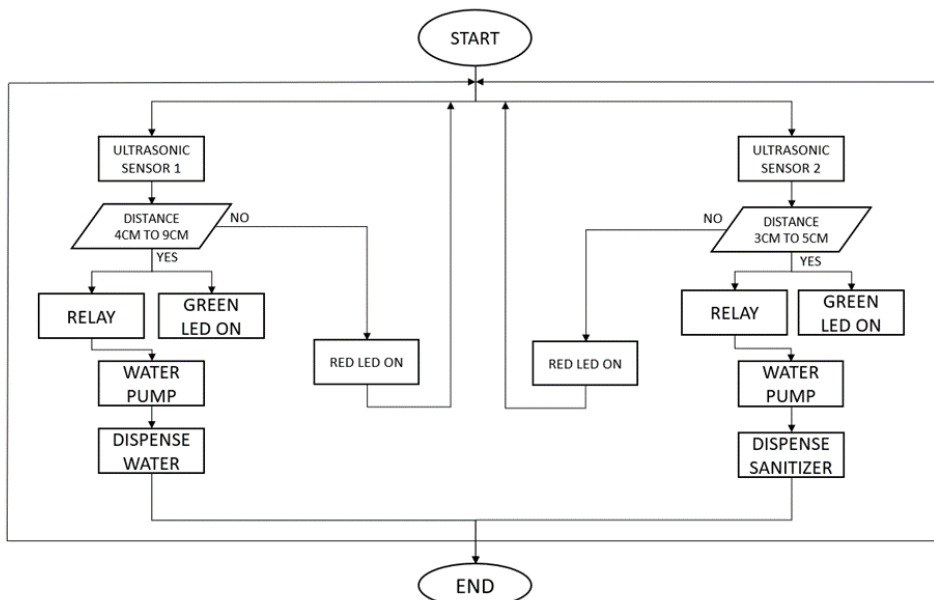 START
ULTRASONIC
SENSOR 1
DISTANCE
4CM TO 9CM
NO
YES
RELAY
GREEN
LED ON
RED LED ON
WATER
PUMP
DISPENSE
WATER
ULTRASONIC
SENSOR 2
DISTANCE
3CM TO 5CM
NO
YES
RELAY
GREEN
LED ON
RED LED ON
WATER
PUMP
DISPENSE
SANITIZER
END